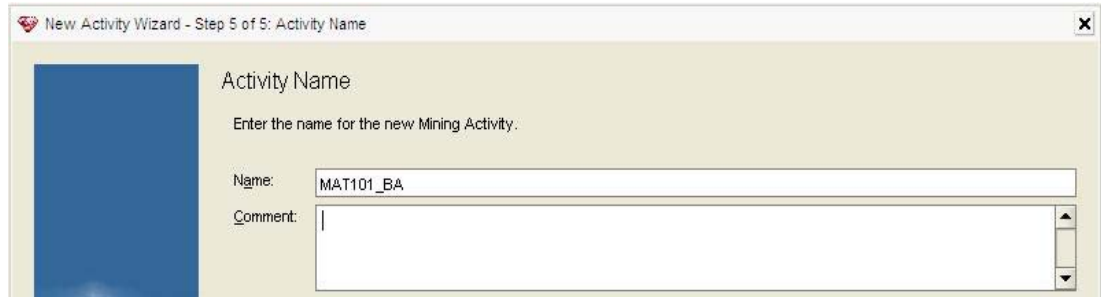 New Activity Wizard - Step 5 of 5: Activity Name
Activity Name
Enter the name for the new Mining Activity.
Name: MAT101_BA
Comment: